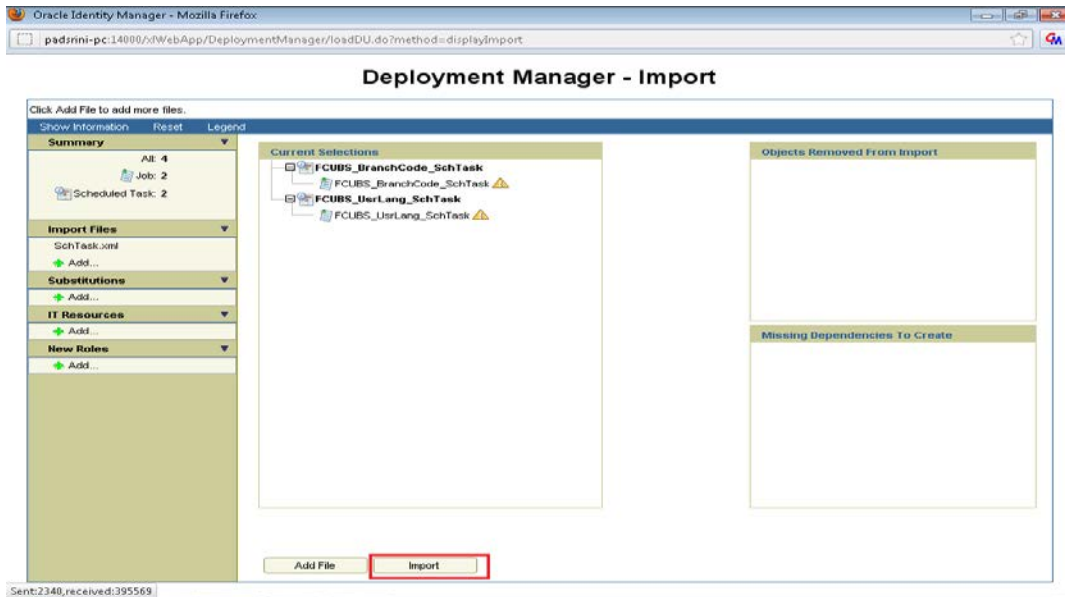 Oracle Identity Manager - Mozilla Firefox
padsrini-pc:14000/xlWebApp/DeploymentManager/loadDU.do?method=displayImport
GM
Deployment Manager - Import
Click Add File to add more files.
Show Information Reset Legend
Summary
All: 4
Job: 2
Scheduled Task: 2
Import Files
SchTask.xml
Add...
Substitutions
Add...
IT Resources
Add...
New Roles
Add...
Current Selections
FCUBS_BranchCode_SchTask
FCUBS_BranchCode_SchTask
FCUBS_UsrLang_SchTask
FCUBS_UsrLang_SchTask
Objects Removed From Import
Missing Dependencies To Create
Add File
Import
Sent:2340,received:395569